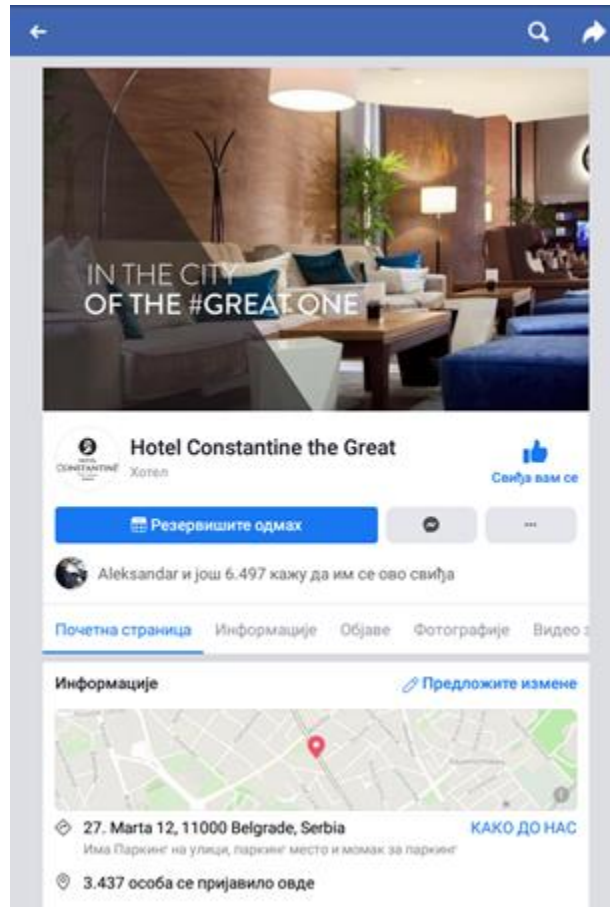 IN THE CITY
OF THE #GREAT ONE
Hotel Constantine the Great
HOTEL
CONSTANTINE
Хотел
Свиђа вам се
Резервишите одмах
Aleksandar и још 6.497 кажу да им се ово свиђа
Почетна страница Информације Објаве Фотографије Видео
Информације
Предложите измене
27. Marta 12, 11000 Belgrade, Serbia
КАКО ДО НАС
Има Паркинг на улици, паркинг место и момак за паркинг
3.437 особа се пријавило овде